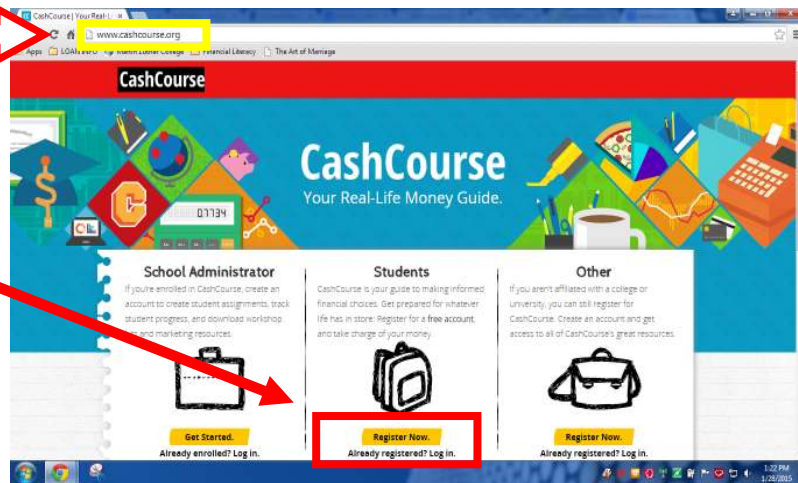 CashCourse | Your Real-L
www.cashcourse.org
Apps
Martin Luther College
Financial Literacy
The Art of Marriage
CashCourse
CashCourse
Your Real-Life Money Guide.
07734
School Administrator
If you're enrolled in CashCourse, create an
account to create student assignments, track
student progress, and download workshop
and marketing resources.
Get Started.
Already enrolled? Log in.
Students
CashCourse is your guide to making informed
financial choices. Get prepared for whatever
life has in store. Register for a free account,
and take charge of your money.
Register Now.
Already registered? Log in.
Other
If you aren't affiliated with a college or
university, you can still register for
CashCourse. Create an account and get
access to all of CashCourse's great resources.
Register Now.
Already registered? Log in.
1:22 PM
1/28/2015